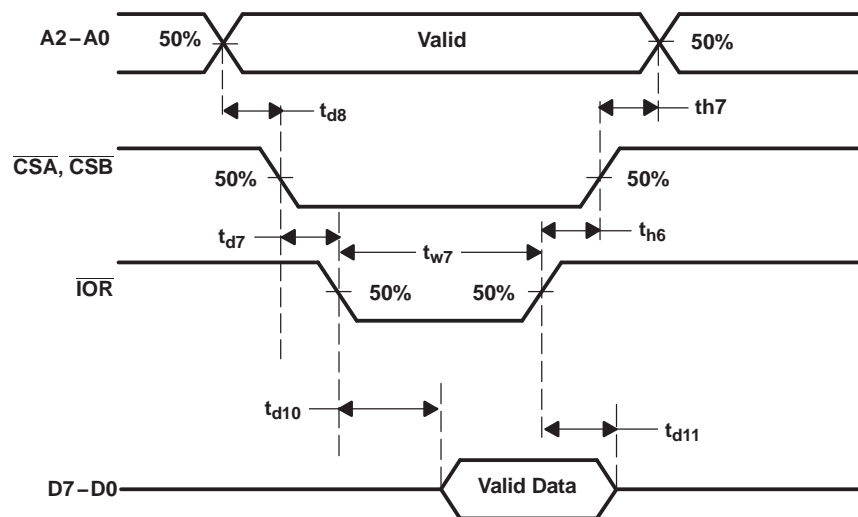 A2–A0 50% Valid 50%
td8 th7
CSA, CSB 50% 50%
td7 tw7 th6
IOR 50% 50%
td10 td11
D7–D0 Valid Data